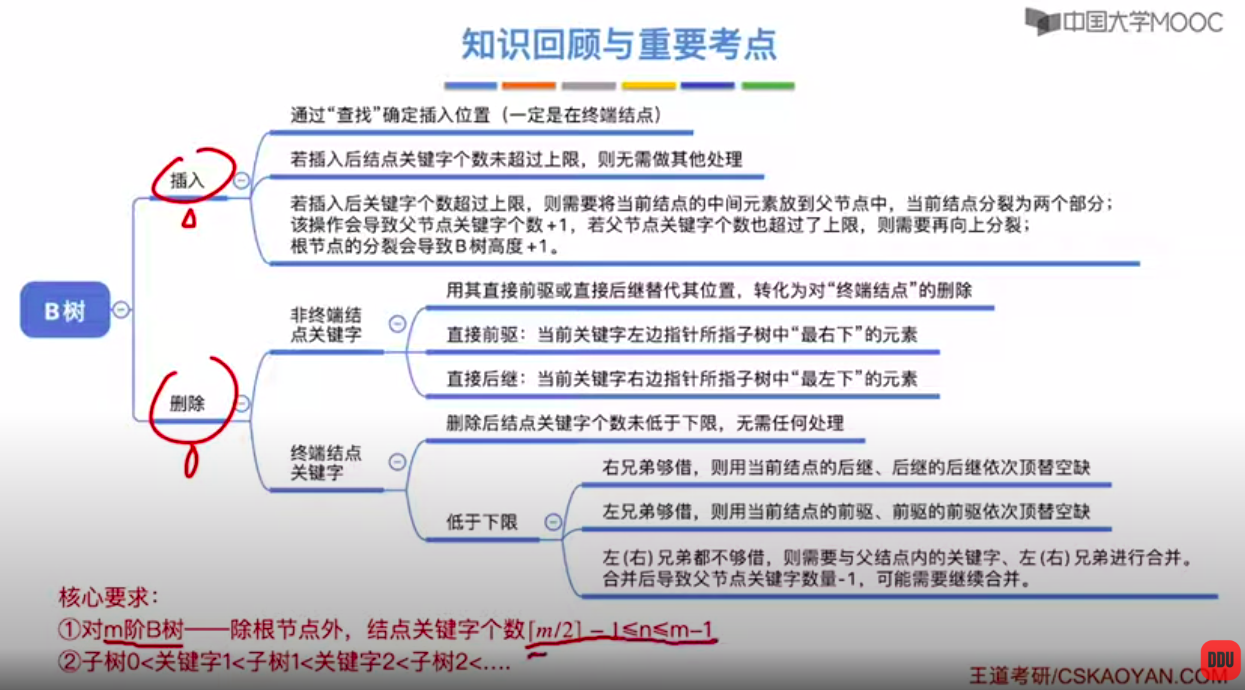 中国大学MOOC
知识回顾与重要考点
通过“查找”确定插入位置（一定是在终端结点）
若插入后结点关键字个数未超过上限，则无需做其他处理
插入
若插入后关键字个数超过上限，则需要将当前结点的中间元素放到父节点中，当前结点分裂为两个部分；
该操作会导致父节点关键字个数+1，若父节点关键字个数也超过了上限，则需要再向上分裂；
根节点的分裂会导致B树高度+1。
B树
用其直接前驱或直接后继替代其位置，转化为对“终端结点”的删除
非终端结
点关键字
直接前驱：当前关键字左边指针所指子树中“最右下”的元素
直接后继：当前关键字右边指针所指子树中“最左下”的元素
删除
删除后结点关键字个数未低于下限，无需任何处理
终端结点
关键字
右兄弟够借，则用当前结点的后继、后继的后继依次顶替空缺
左兄弟够借，则用当前结点的前驱、前驱的前驱依次顶替空缺
低于下限
左(右)兄弟都不够借，则需要与父结点内的关键字、左(右)兄弟进行合并。
合并后导致父节点关键字数量-1，可能需要继续合并。
核心要求：
①对m阶B树——除根节点外，结点关键字个数⌈m/2⌉−1≤n≤m-1
②子树0<关键字1<子树1<关键字2<子树2<....
王道考研/CSKAOYAN.COM
DDU